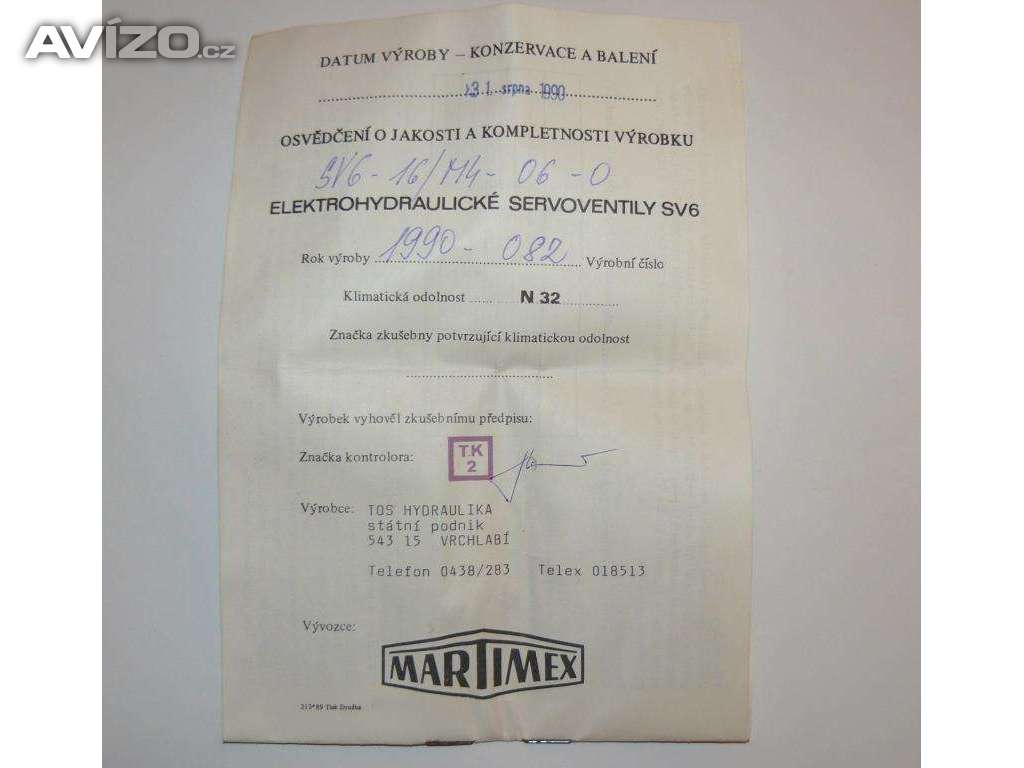 AVÍZO.cz
DATUM VÝROBY – KONZERVACE A BALENÍ
31. srpna 1990
OSVĚDČENÍ O JAKOSTI A KOMPLETNOSTI VÝROBKU
SV6 - 16/M4 - 06 - 0
ELEKTROHYDRAULICKÉ SERVOVENTILY SV6
Rok výroby 1990 - 082 Výrobní číslo
Klimatická odolnost N 32
Značka zkušebny potvrzující klimatickou odolnost
Výrobek vyhověl zkušebnímu předpisu:
Značka kontrolora: T.K
2
Výrobce: TOS HYDRAULIKA
státní podnik
543 15 VRCHLABÍ
Telefon 0438/283 Telex 018513
Vývozce:
MARTIMEX